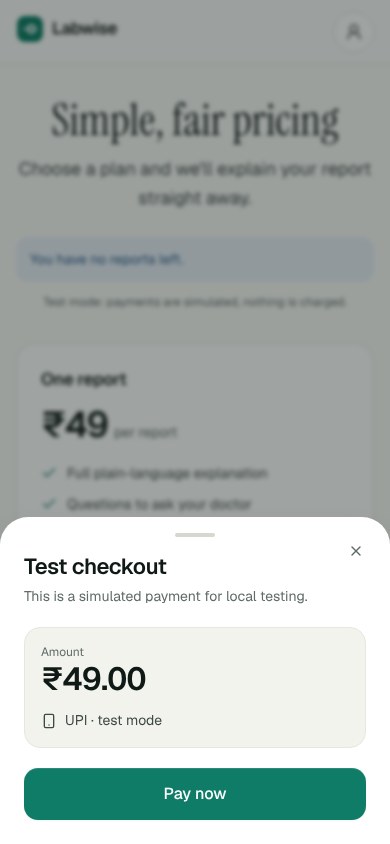 Labwise
Simple, fair pricing
Choose a plan and we'll explain your report
straight away.
You have no reports left.
Test mode: payments are simulated, nothing is charged.
One report
₹49 per report
Full plain-language explanation
Questions to ask your doctor
Test checkout
This is a simulated payment for local testing.
Amount
₹49.00
UPI · test mode
Pay now